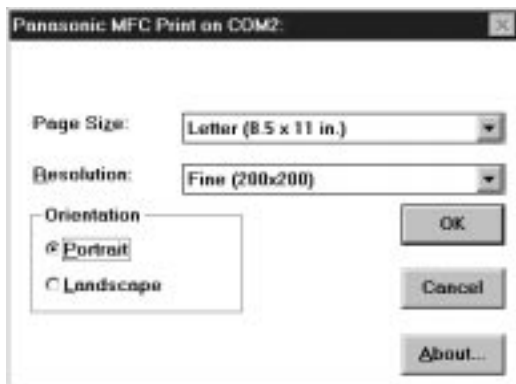 Panasonic MFC Print on COM2:
Page Size:
Letter (8.5 x 11 in.)
Resolution:
Fine (200x200)
Orientation
Portrait
Landscape
OK
Cancel
About...